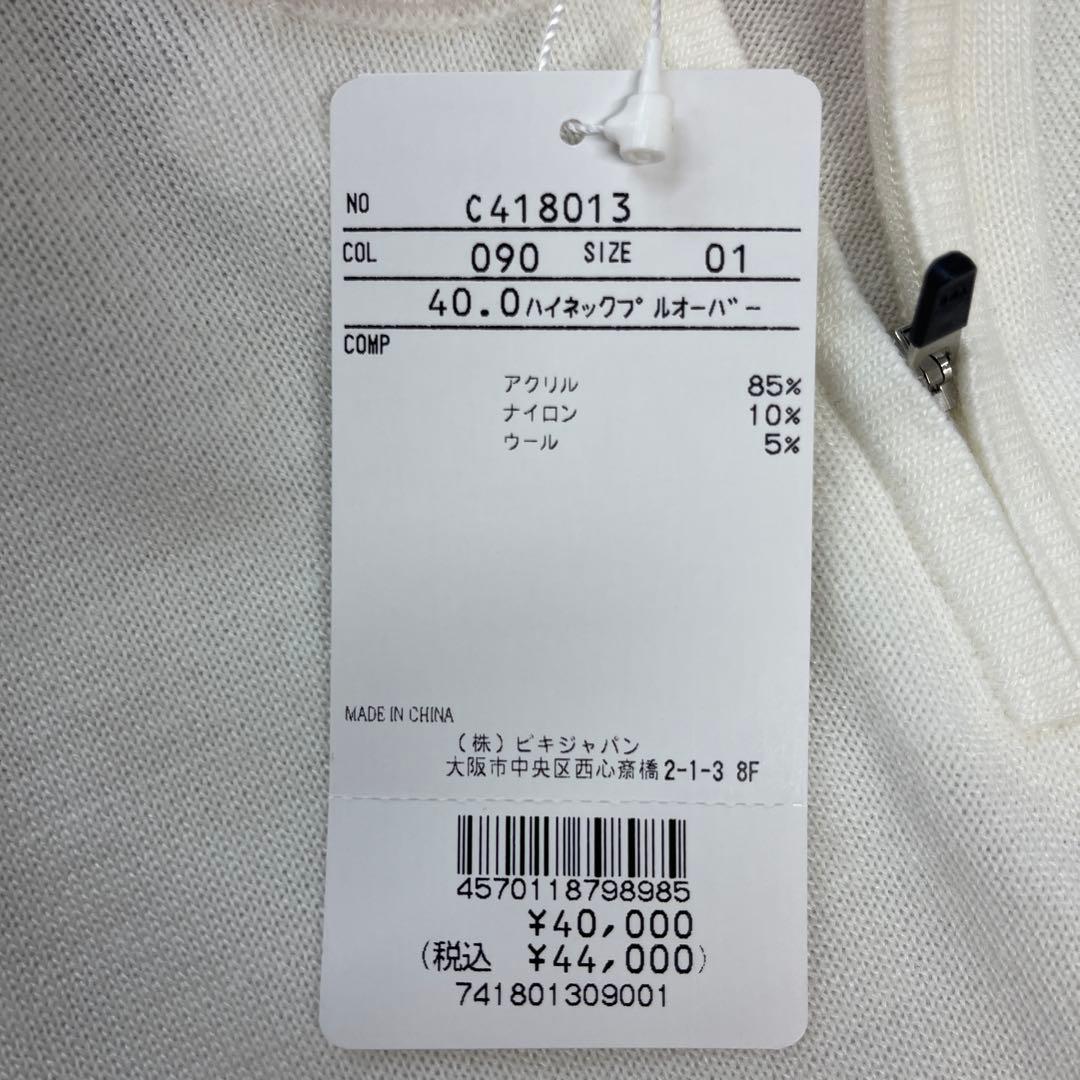 NO C418013
COL 090 SIZE 01
40.0ハイネックプルオーバー
COMP
アクリル 85%
ナイロン 10%
ウール 5%
MADE IN CHINA
(株)ビキジャパン
大阪市中央区西心斎橋2-1-3 8F
4570118798985
¥40,000
(税込 ¥44,000)
741801309001